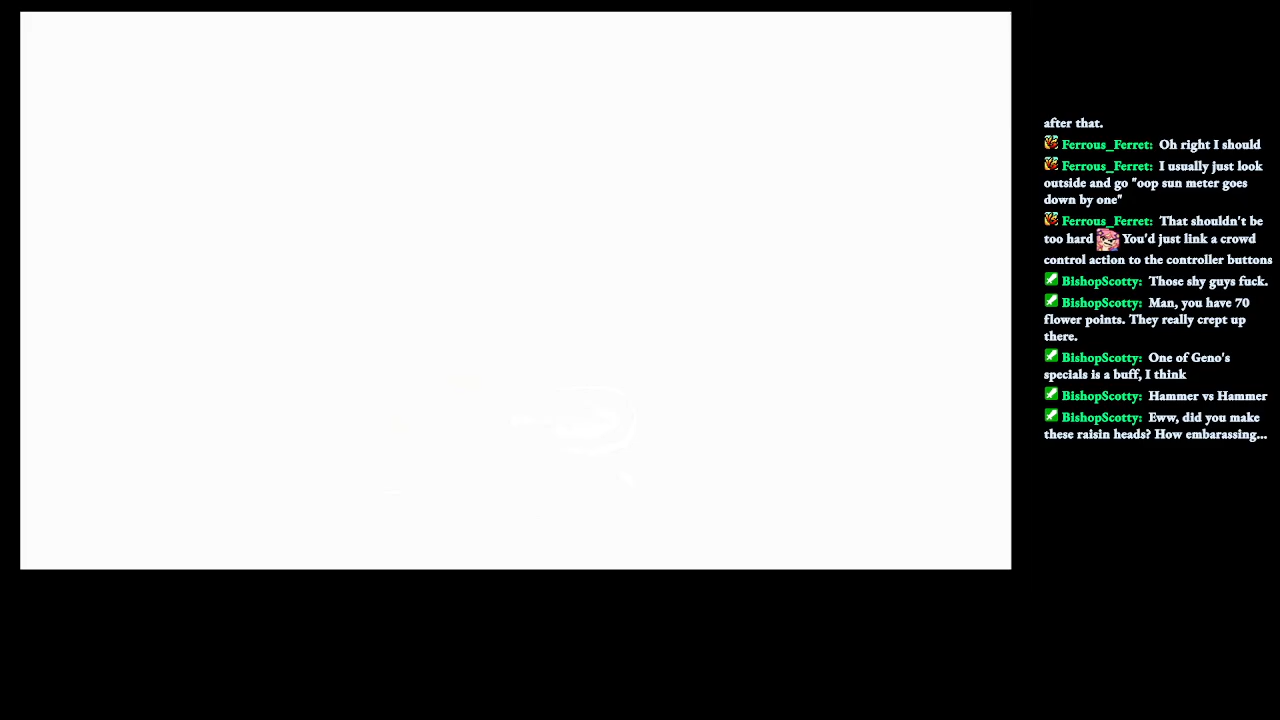 after that.
Ferrous_Ferret: Oh right I should
Ferrous_Ferret: I usually just look
outside and go "oop sun meter goes
down by one"
Ferrous_Ferret: That shouldn't be
too hard You'd just link a crowd
control action to the controller buttons
BishopScotty: Those shy guys fuck.
BishopScotty: Man, you have 70
flower points. They really crept up
there.
BishopScotty: One of Geno's
specials is a buff, I think
BishopScotty: Hammer vs Hammer
BishopScotty: Eww, did you make
these raisin heads? How embarassing...